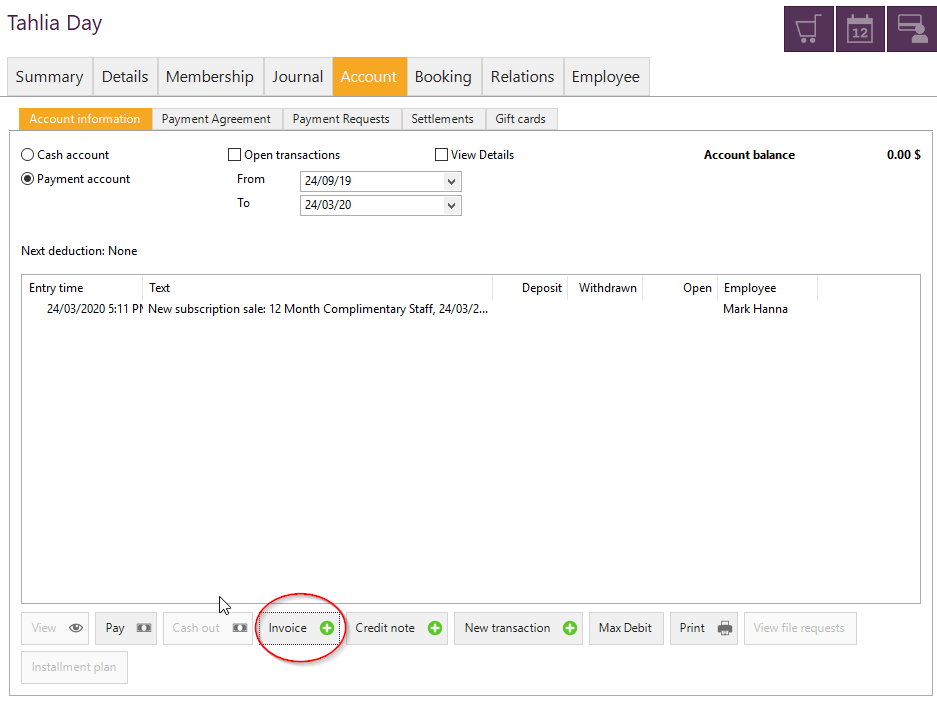 Tahlia Day
12
Summary Details Membership Journal Account Booking Relations Employee
Account information Payment Agreement Payment Requests Settlements Gift cards
Cash account Open transactions View Details Account balance 0.00 $
Payment account From 24/09/19
To 24/03/20
Next deduction: None
Entry time Text Deposit Withdrawn Open Employee
24/03/2020 5:11 PM New subscription sale: 12 Month Complimentary Staff, 24/03/2... Mark Hanna
View Pay Cash out Invoice Credit note New transaction Max Debit Print View file requests
Installment plan